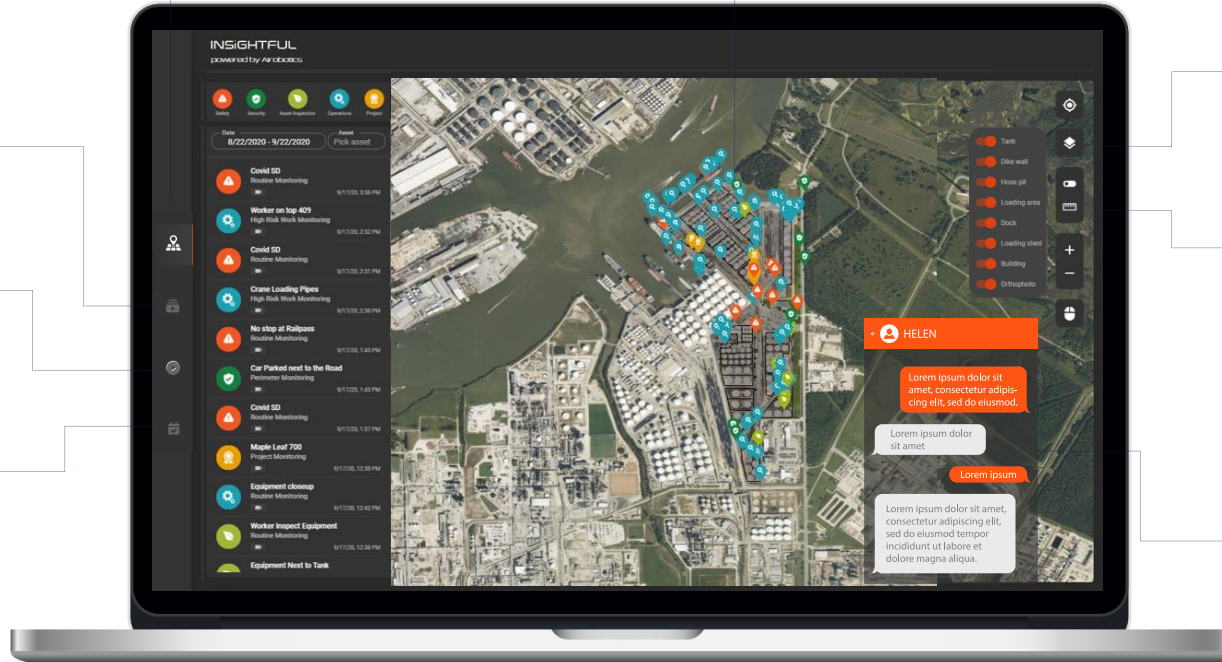 INSiGHTFUL
powered by Airobotics
Safety
Security
Asset Inspection
Operations
Project
Date
8/22/2020 - 9/22/2020
Asset
Pick asset
Covid SD
Routine Monitoring
9/17/20, 3:36 PM
Worker on top 409
High Risk Work Monitoring
9/17/20, 2:52 PM
Covid SD
Routine Monitoring
9/17/20, 2:51 PM
Crane Loading Pipes
High Risk Work Monitoring
9/17/20, 2:36 PM
No stop at Railpass
Routine Monitoring
9/17/20, 1:45 PM
Car Parked next to the Road
Perimeter Monitoring
9/17/20, 1:43 PM
Covid SD
Routine Monitoring
9/17/20, 1:37 PM
Maple Leaf 700
Project Monitoring
9/17/20, 12:50 PM
Equipment closeup
Routine Monitoring
9/17/20, 12:42 PM
Worker Inspect Equipment
Routine Monitoring
9/17/20, 12:38 PM
Equipment Next to Tank
Tank
Dike wall
Hose pit
Loading area
Dock
Loading shed
Building
Orthophoto
HELEN
Lorem ipsum dolor sit
amet, consectetur adipis-
cing elit, sed do eiusmod.
Lorem ipsum dolor
sit amet
Lorem ipsum
Lorem ipsum dolor sit amet,
consectetur adipiscing elit,
sed do eiusmod tempor
incididunt ut labore et
dolore magna aliqua.